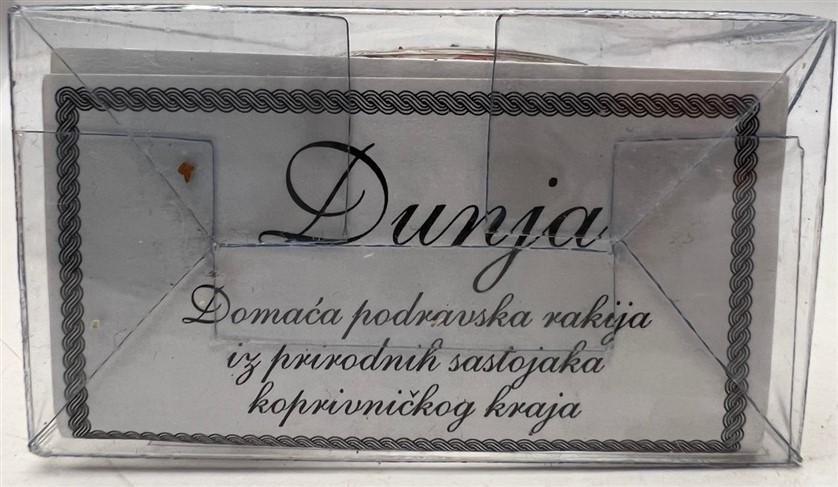 Dunja
Domaća podravska rakija
iz prirodnih sastojaka
koprivničkog kraja